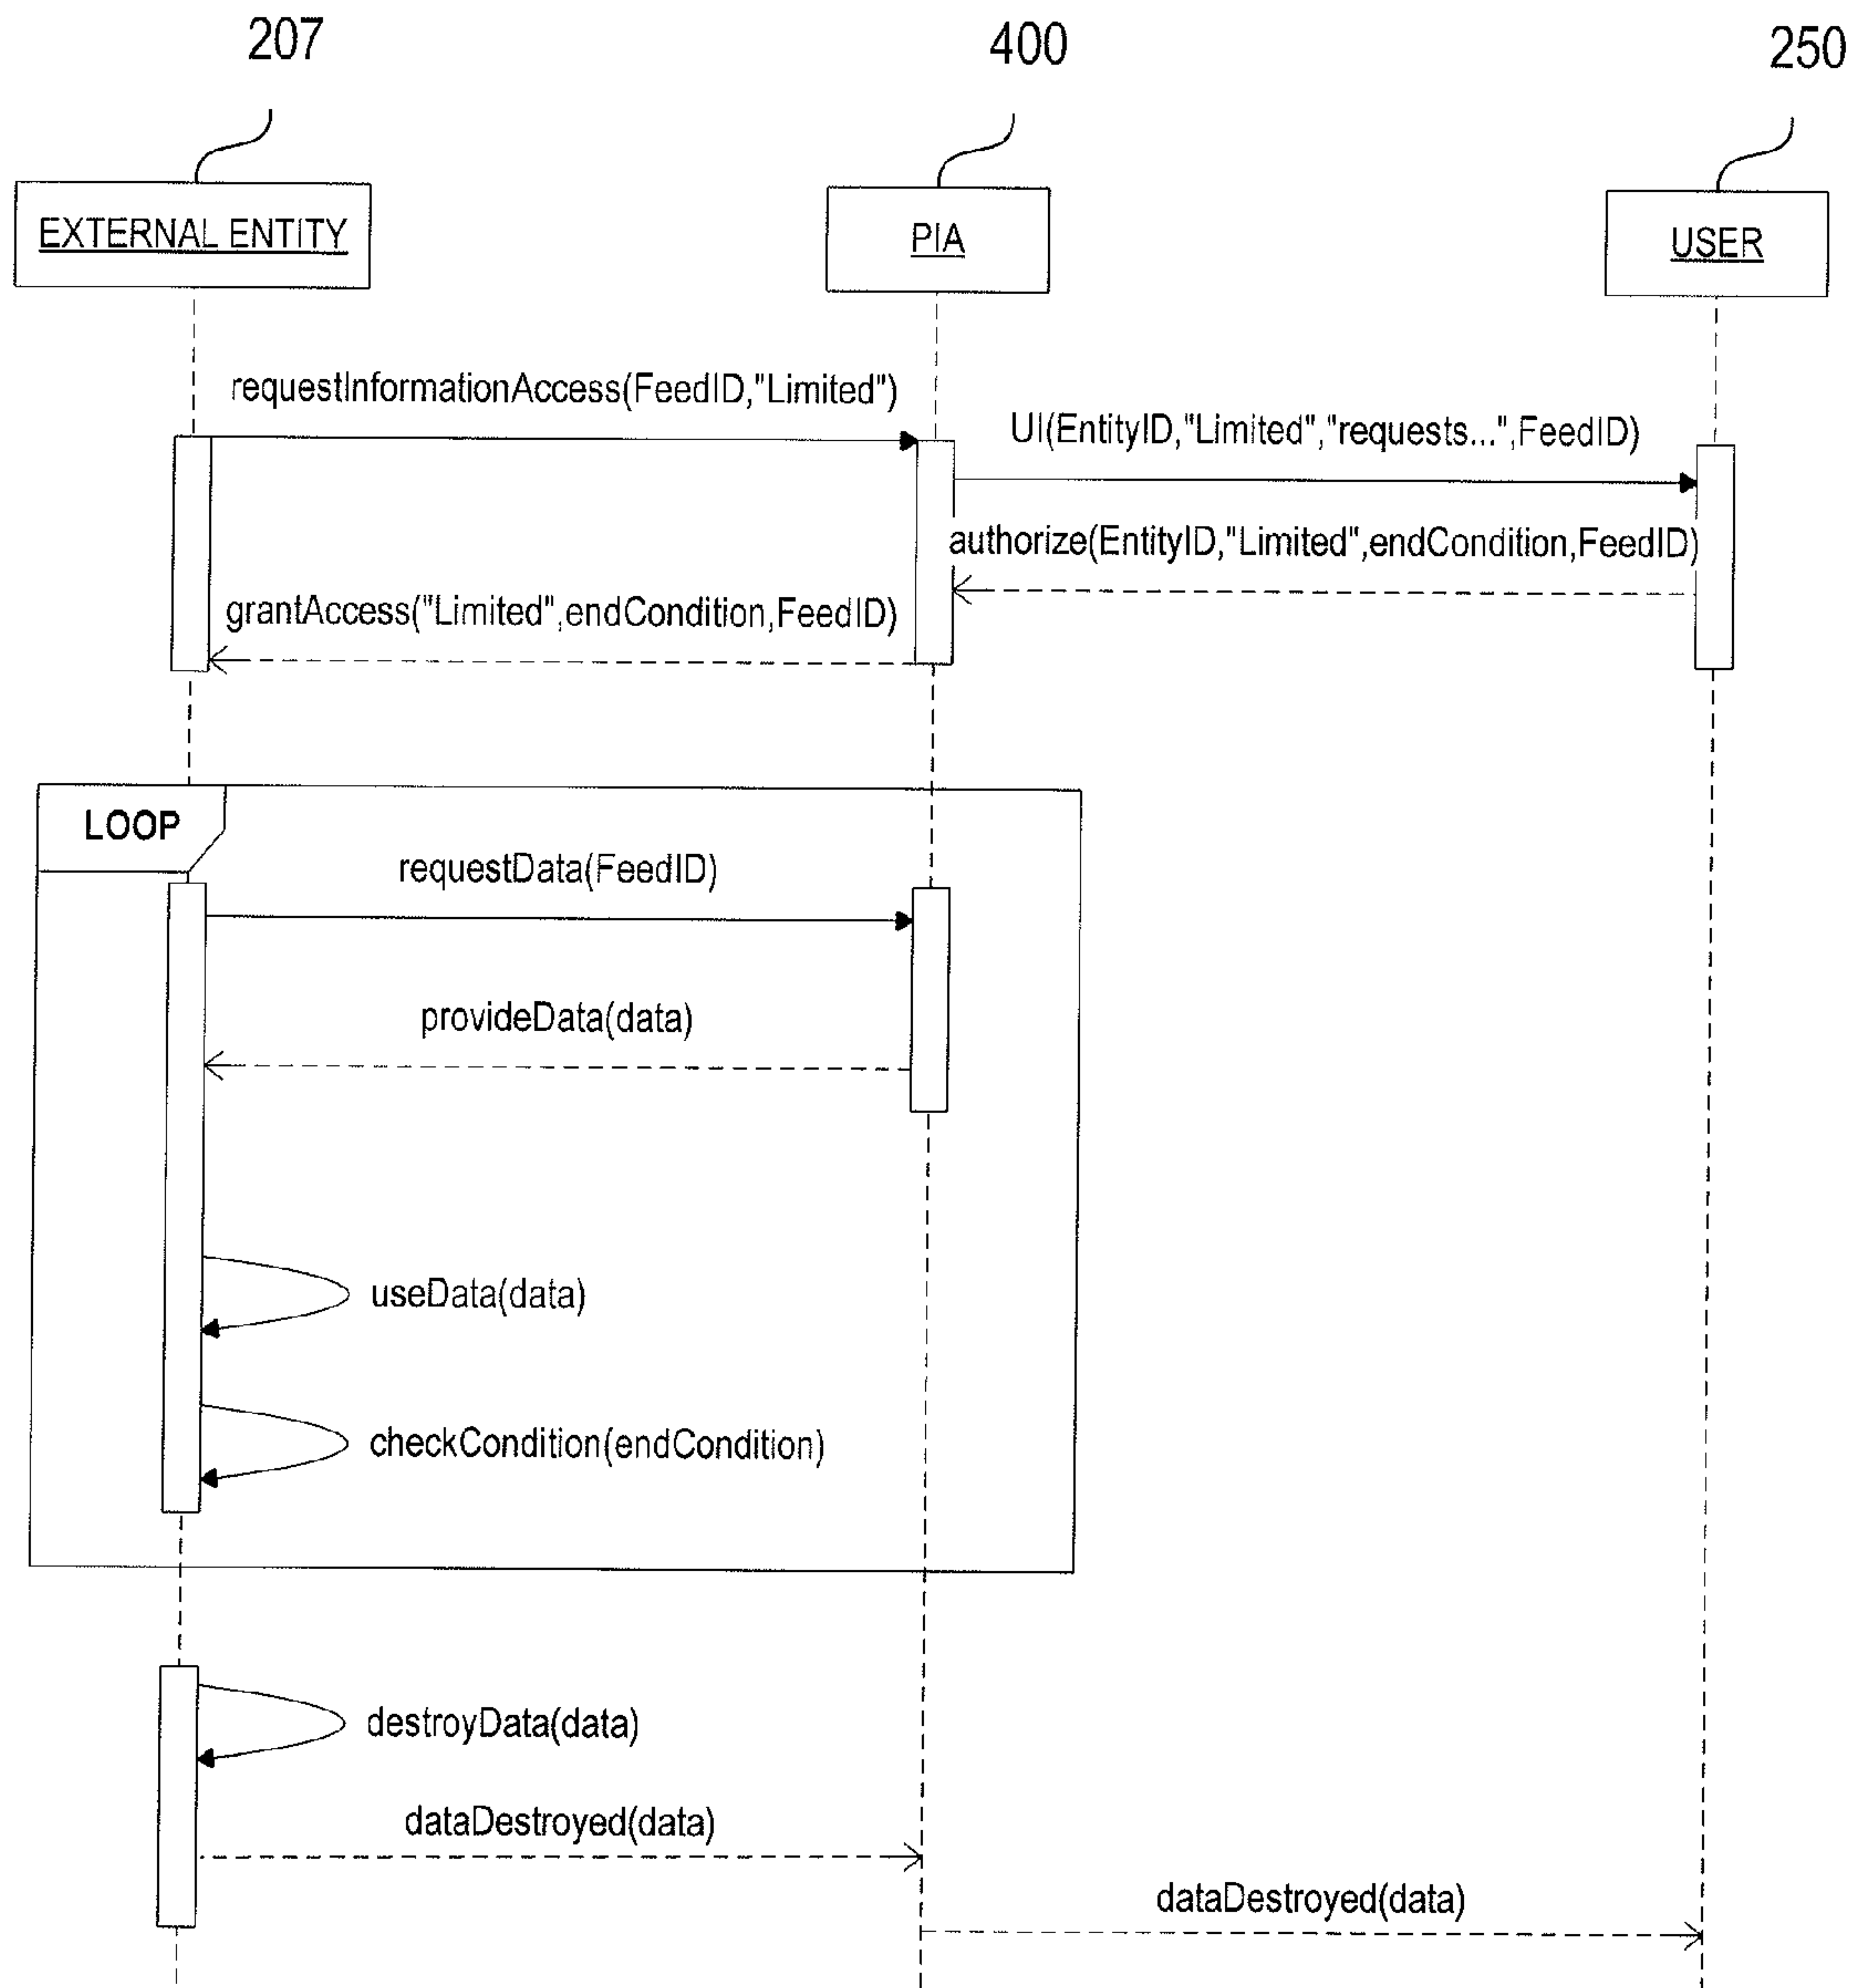 207
400
250
EXTERNAL ENTITY
PIA
USER
requestInformationAccess(FeedID,"Limited")
UI(EntityID,"Limited","requests...",FeedID)
authorize(EntityID,"Limited",endCondition,FeedID)
grantAccess("Limited",endCondition,FeedID)
LOOP
requestData(FeedID)
provideData(data)
useData(data)
checkCondition(endCondition)
destroyData(data)
dataDestroyed(data)
dataDestroyed(data)